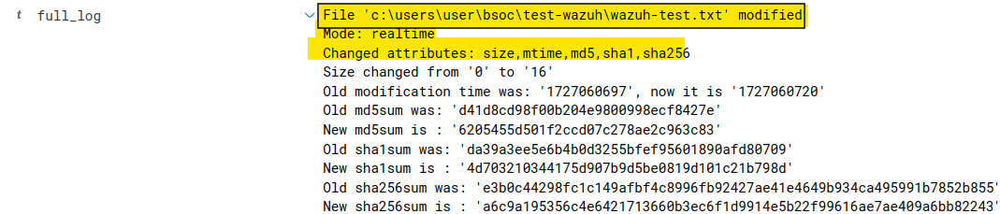 t full_log
File 'c:\users\user\bsoc\test-wazuh\wazuh-test.txt' modified
Mode: realtime
Changed attributes: size,mtime,md5,sha1,sha256
Size changed from '0' to '16'
Old modification time was: '1727060697', now it is '1727060720'
Old md5sum was: 'd41d8cd98f00b204e9800998ecf8427e'
New md5sum is : '6205455d501f2ccd07c278ae2c963c83'
Old sha1sum was: 'da39a3ee5e6b4b0d3255bfef95601890afd80709'
New sha1sum is : '4d703210344175d907b9d5be0819d101c21b798d'
Old sha256sum was: 'e3b0c44298fc1c149afbf4c8996fb92427ae41e4649b934ca495991b7852b855'
New sha256sum is : 'a6c9a195356c4e6421713660b3ec6f1d9914e5b22f99616ae7ae409a6bb82243'